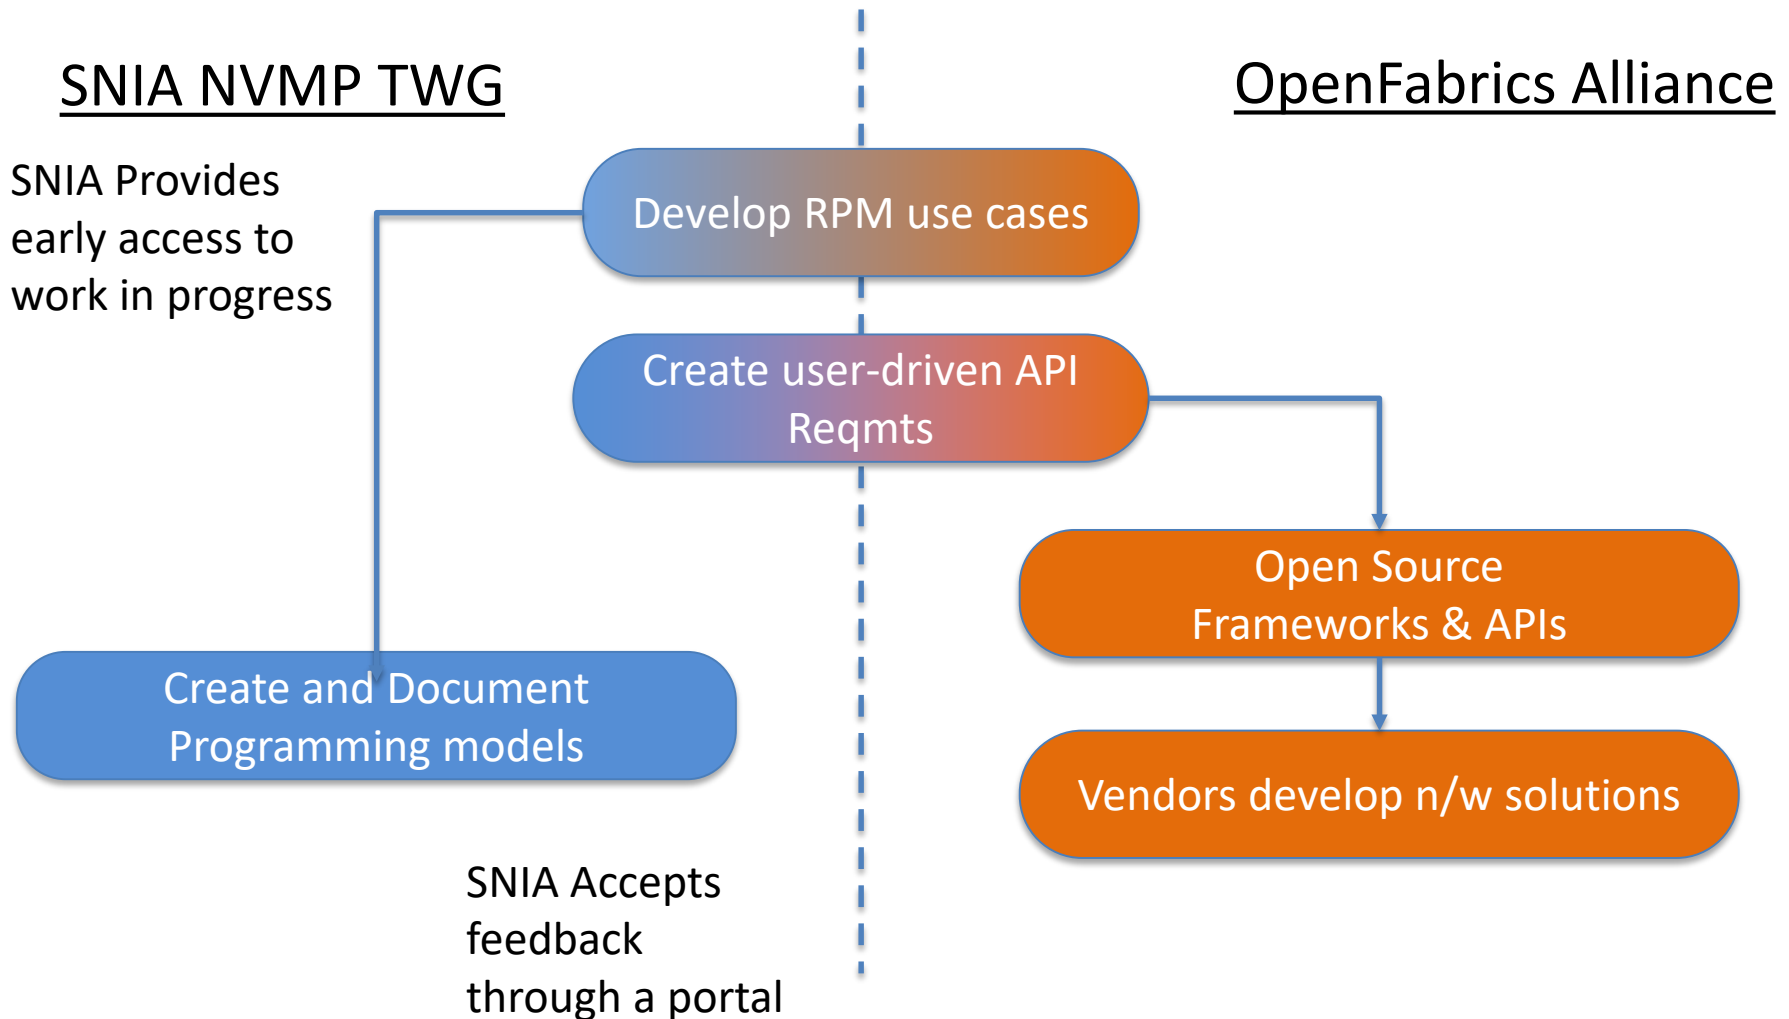 SNIA NVMP TWG
OpenFabrics Alliance
SNIA Provides
early access to
work in progress
Develop RPM use cases
Create user-driven API
Reqmts
Open Source
Frameworks & APIs
Create and Document
Programming models
Vendors develop n/w solutions
SNIA Accepts
feedback
through a portal